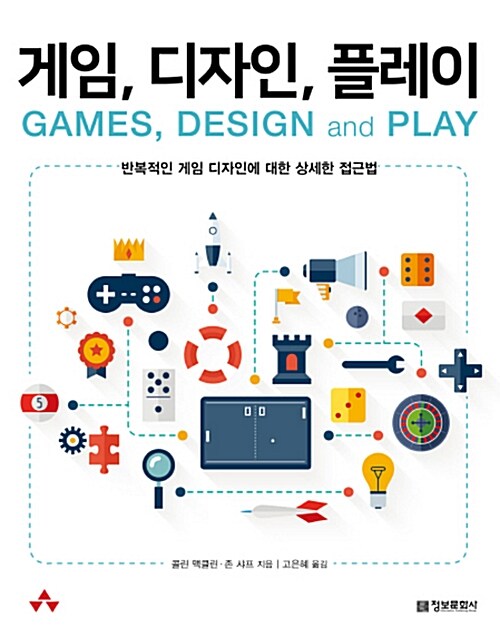 게임, 디자인, 플레이
GAMES, DESIGN and PLAY
반복적인 게임 디자인에 대한 상세한 접근법
5
콜린 맥클린·존 샤프 지음 | 고은혜 옮김
정보문화사